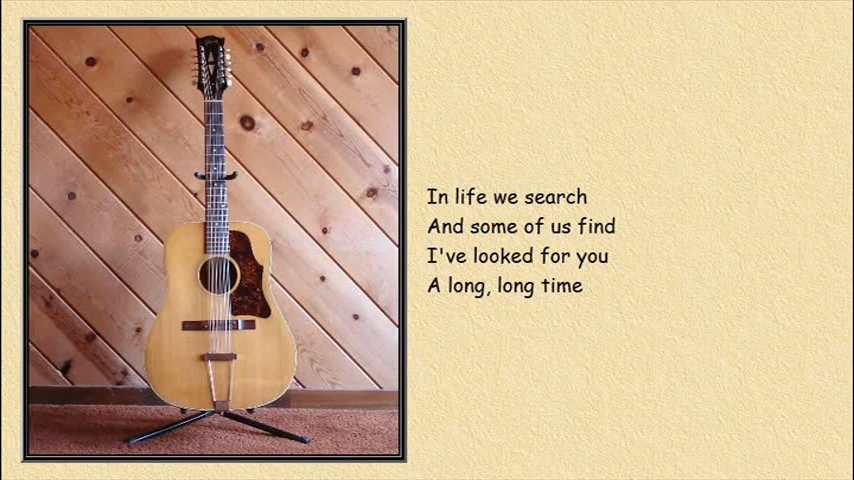 In life we search
And some of us find
I've looked for you
A long, long time